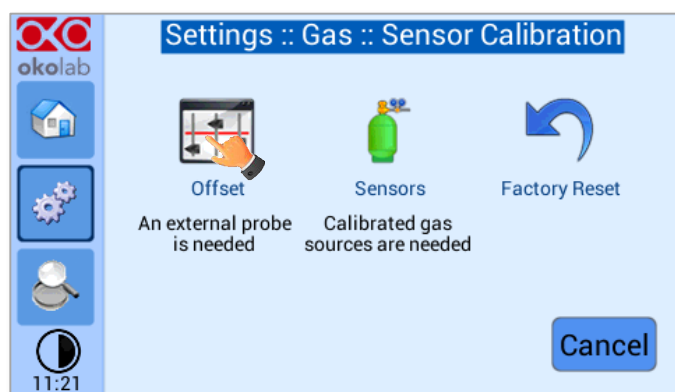 okolab
Settings :: Gas :: Sensor Calibration
Offset
An external probe
is needed
Sensors
Calibrated gas
sources are needed
Factory Reset
Cancel
11:21